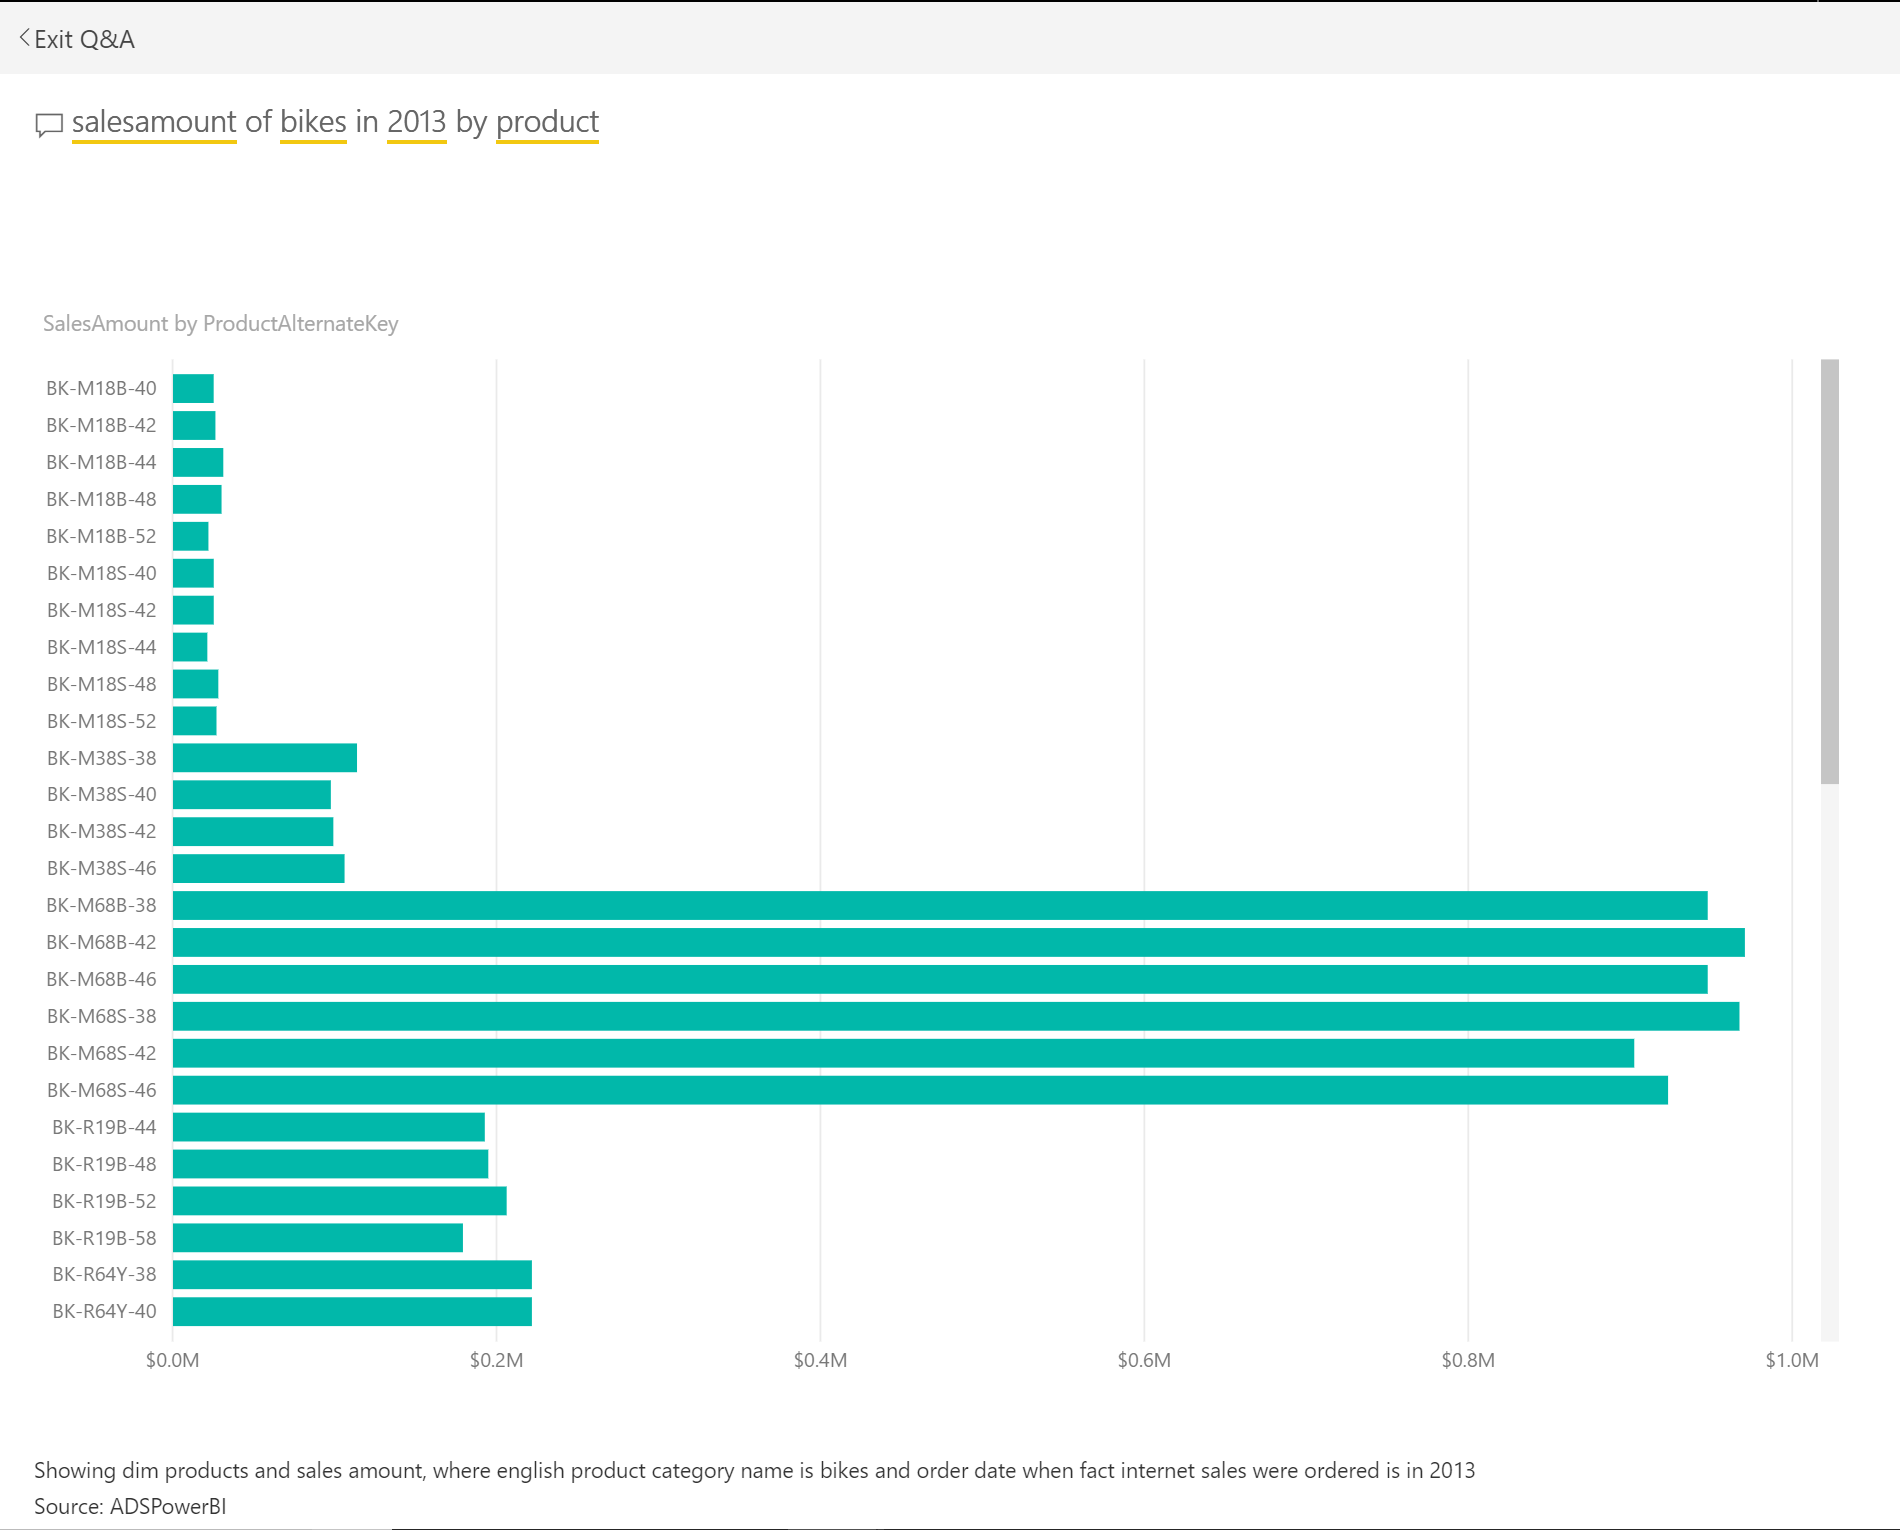 Exit Q&A
salesamount of bikes in 2013 by product
SalesAmount by ProductAlternateKey
BK-M18B-40
BK-M18B-42
BK-M18B-44
BK-M18B-48
BK-M18B-52
BK-M18S-40
BK-M18S-42
BK-M18S-44
BK-M18S-48
BK-M18S-52
BK-M38S-38
BK-M38S-40
BK-M38S-42
BK-M38S-46
BK-M68B-38
BK-M68B-42
BK-M68B-46
BK-M68S-38
BK-M68S-42
BK-M68S-46
BK-R19B-44
BK-R19B-48
BK-R19B-52
BK-R19B-58
BK-R64Y-38
BK-R64Y-40
$0.0M $0.2M $0.4M $0.6M $0.8M $1.0M
Showing dim products and sales amount, where english product category name is bikes and order date when fact internet sales were ordered is in 2013
Source: ADSPowerBI